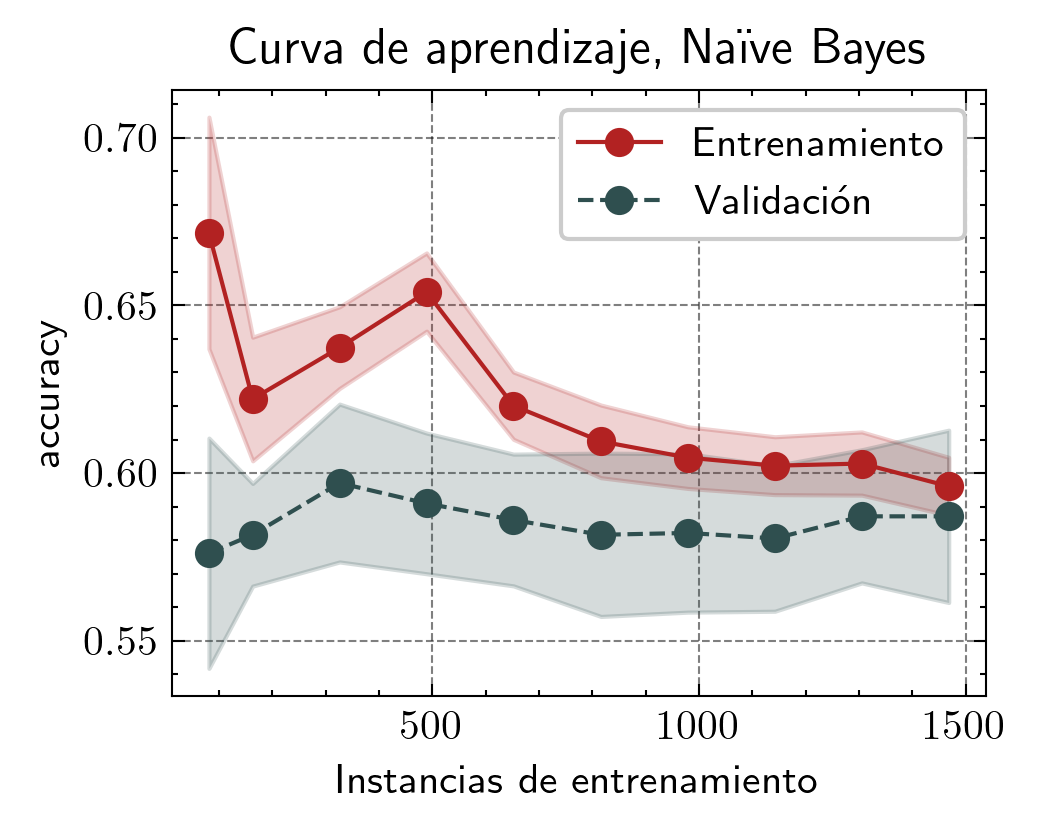 Curva de aprendizaje, Naïve Bayes
Entrenamiento
Validación
0.70
0.65
0.60
0.55
accuracy
500 1000 1500
Instancias de entrenamiento